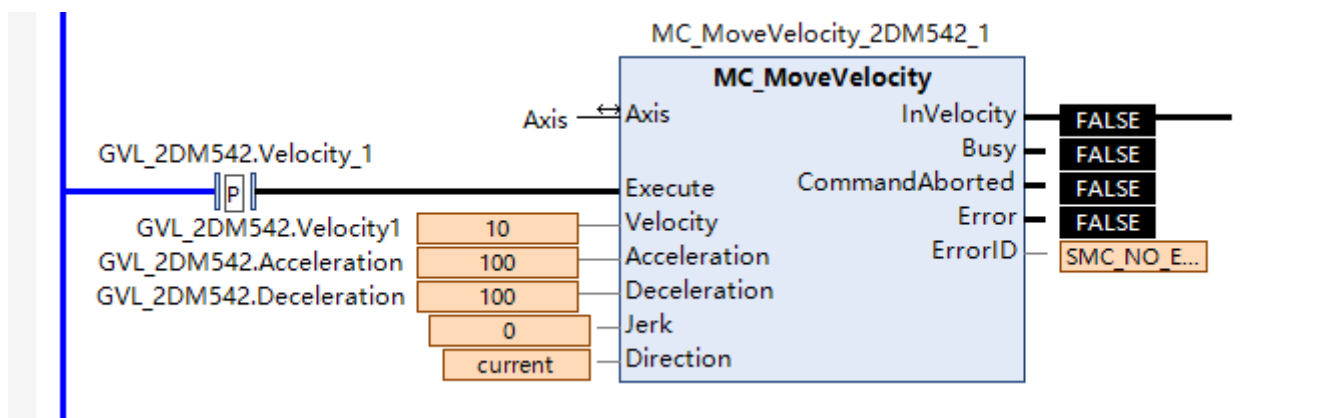 MC_MoveVelocity_2DM542_1
MC_MoveVelocity
Axis Axis InVelocity FALSE
GVL_2DM542.Velocity_1 Busy FALSE
P Execute CommandAborted FALSE
GVL_2DM542.Velocity1 10 Velocity Error FALSE
GVL_2DM542.Acceleration 100 Acceleration ErrorID SMC_NO_E...
GVL_2DM542.Deceleration 100 Deceleration
0 Jerk
current Direction